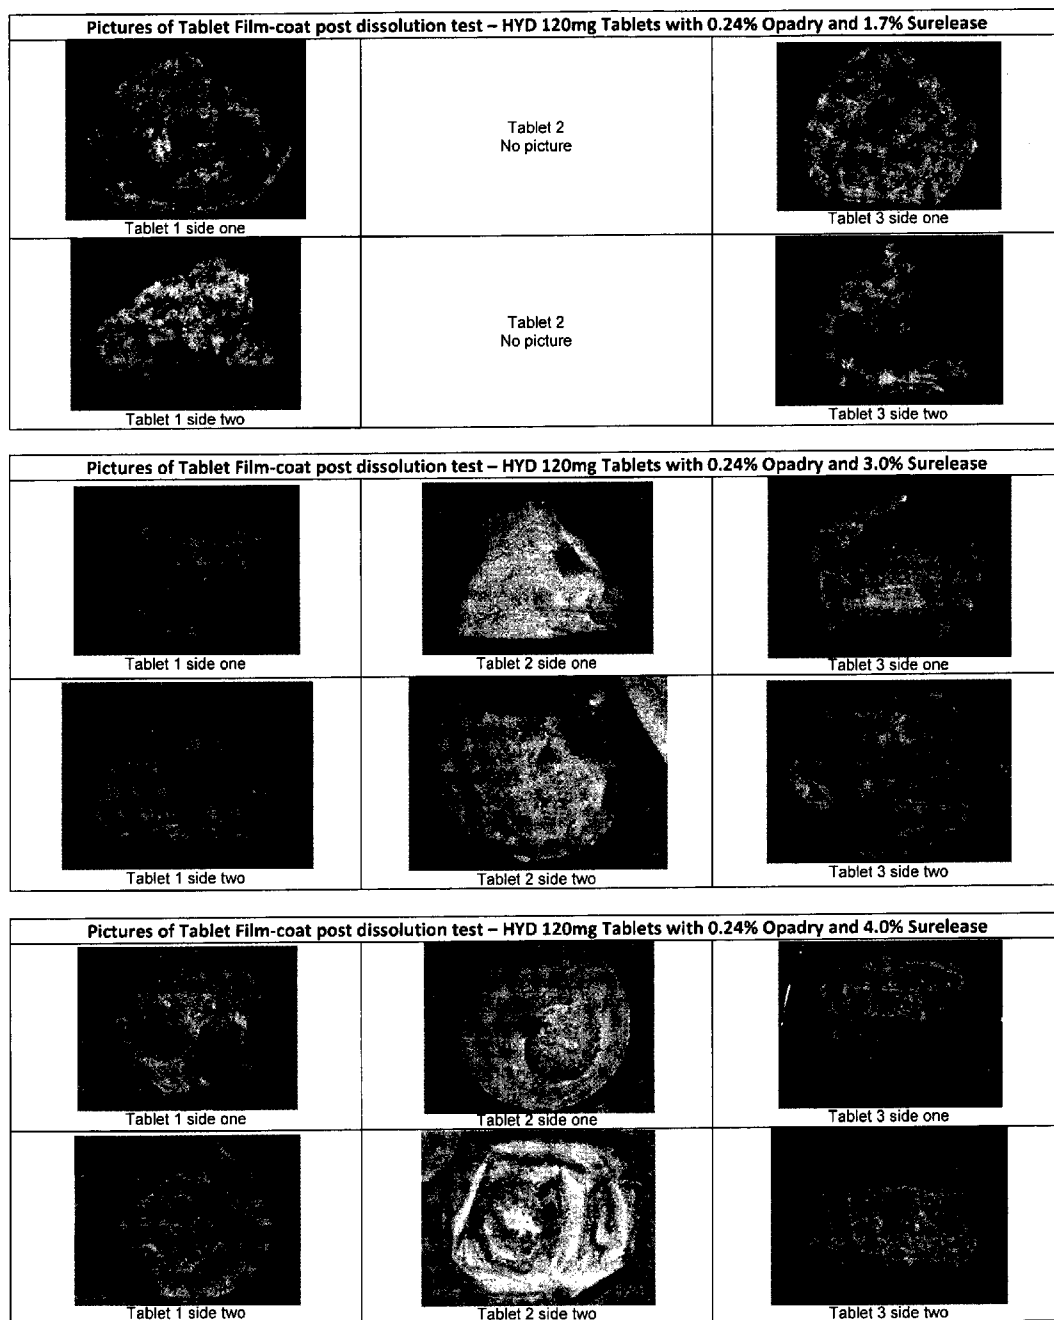 Pictures of Tablet Film-coat post dissolution test – HYD 120mg Tablets with 0.24% Opadry and 1.7% Surelease
Tablet 1 side one
Tablet 2
No picture
Tablet 3 side one
Tablet 1 side two
Tablet 2
No picture
Tablet 3 side two
Pictures of Tablet Film-coat post dissolution test – HYD 120mg Tablets with 0.24% Opadry and 3.0% Surelease
Tablet 1 side one
Tablet 2 side one
Tablet 3 side one
Tablet 1 side two
Tablet 2 side two
Tablet 3 side two
Pictures of Tablet Film-coat post dissolution test – HYD 120mg Tablets with 0.24% Opadry and 4.0% Surelease
Tablet 1 side one
Tablet 2 side one
Tablet 3 side one
Tablet 1 side two
Tablet 2 side two
Tablet 3 side two